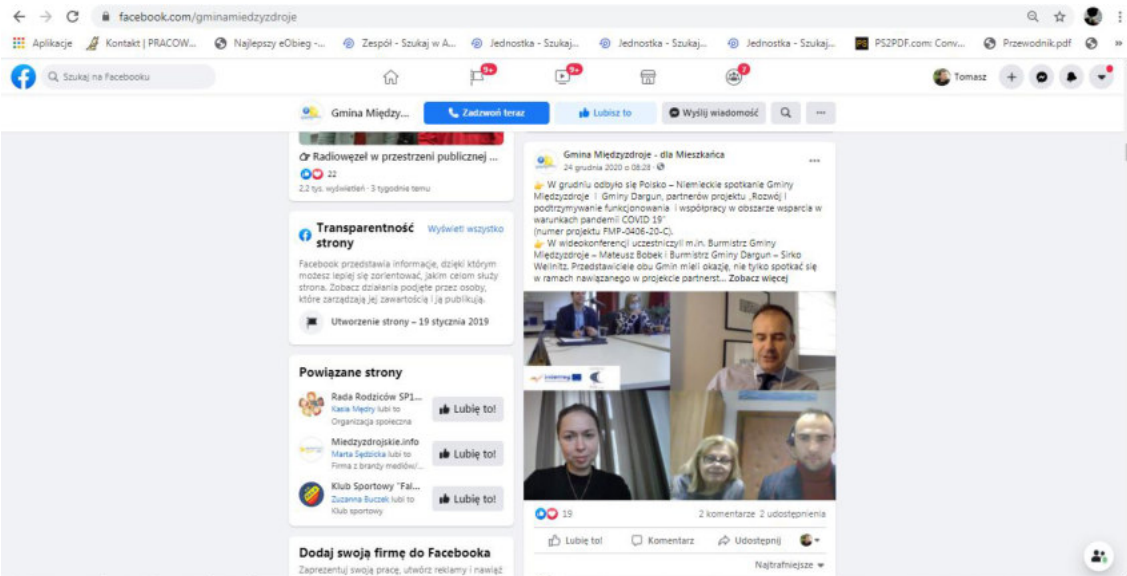 facebook.com/gminamiedzyzdroje
Aplikacje
Kontakt | PRACOW...
Najlepszy eObieg -...
Zespół - Szukaj w A...
Jednostka - Szukaj...
Jednostka - Szukaj...
Jednostka - Szukaj...
PS2PDF.com: Conv...
Przewodnik.pdf
»
Szukaj na Facebooku
9+
9+
7
Tomasz
Gmina Między...
Zadzwoń teraz
Lubisz to
Wyślij wiadomość
Radiowęzeł w przestrzeni publicznej ...
22
2,2 tys. wyświetleń · 3 tygodnie temu
Transparentność strony
Wyświetl wszystko
Facebook przedstawia informacje, dzięki którym
możesz lepiej się zorientować, jakim celom służy
strona. Zobacz działania podjęte przez osoby,
które zarządzają jej zawartością i ją publikują.
Utworzenie strony – 19 stycznia 2019
Powiązane strony
Rada Rodziców SP1...
Kasia Mędry lubi to
Organizacja społeczna
Lubię to!
Miedzyzdrojskie.info
Marta Sędzicka lubi to
Firma z branży mediów/...
Lubię to!
Klub Sportowy "Fal...
Zuzanna Buczek lubi to
Klub sportowy
Lubię to!
Dodaj swoją firmę do Facebooka
Zaprezentuj swoją pracę, utwórz reklamy i nawiąż
Gmina Międzyzdroje - dla Mieszkańca
24 grudnia 2020 o 08:28 ·
W grudniu odbyło się Polsko – Niemieckie spotkanie Gminy
Międzyzdroje i Gminy Dargun, partnerów projektu „Rozwój i
podtrzymywanie funkcjonowania i współpracy w obszarze wsparcia w
warunkach pandemii COVID 19"
(numer projektu FMP-0406-20-C).
W wideokonferencji uczestniczyli m.in. Burmistrz Gminy
Międzyzdroje – Mateusz Bobek i Burmistrz Gminy Dargun – Sirko
Wellnitz. Przedstawiciele obu Gmin mieli okazję, nie tylko spotkać się
w ramach nawiązanego w projekcie partnerst... Zobacz więcej
19
2 komentarze 2 udostępnienia
Lubię to!
Komentarz
Udostępnij
Najtrafniejsze